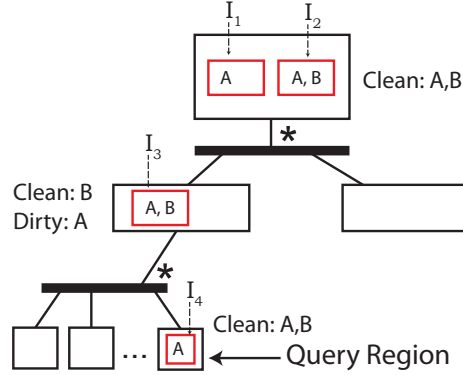 I1
I2
A
A, B
Clean: A,B
*
I3
Clean: B
Dirty: A
A, B
*
I4
Clean: A,B
A
...
Query Region